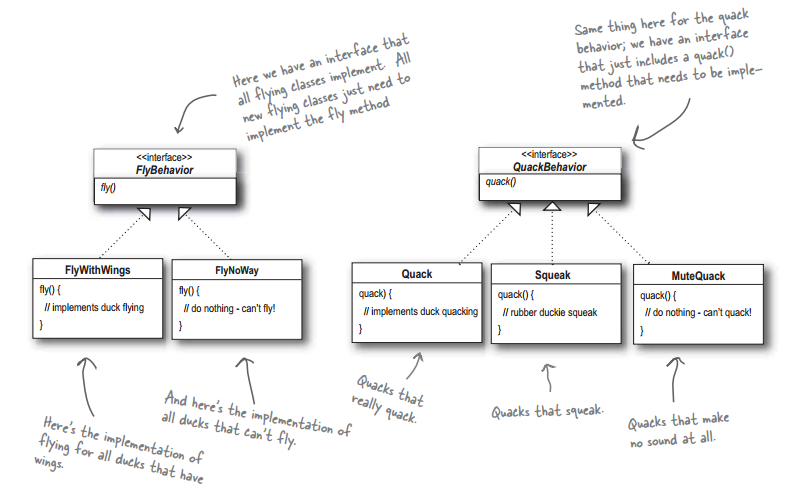 Here we have an interface that
all flying classes implement. All
new flying classes just need to
implement the fly method
Same thing here for the quack
behavior; we have an interface
that just includes a quack()
method that needs to be imple-
mented.
<<interface>>
FlyBehavior
fly()
<<interface>>
QuackBehavior
quack()
FlyWithWings
fly() {
// implements duck flying
}
FlyNoWay
fly() {
// do nothing - can't fly!
}
Quack
quack) {
// implements duck quacking
}
Squeak
quack() {
// rubber duckie squeak
}
MuteQuack
quack() {
// do nothing - can't quack!
}
Here's the implementation of
flying for all ducks that have
wings.
And here's the implementation of
all ducks that can't fly.
Quacks that
really quack.
Quacks that squeak.
Quacks that make
no sound at all.